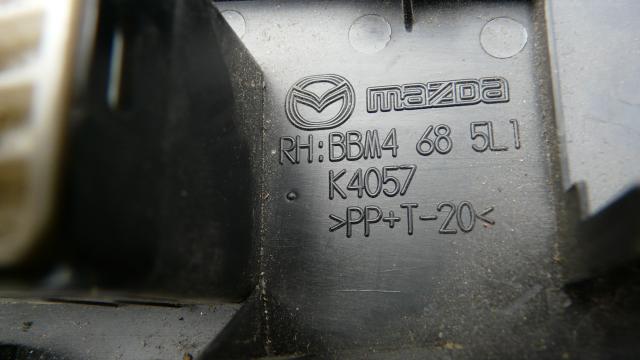 mazda
RH:BBM4 68 5L1
K4057
>PP+T-20<